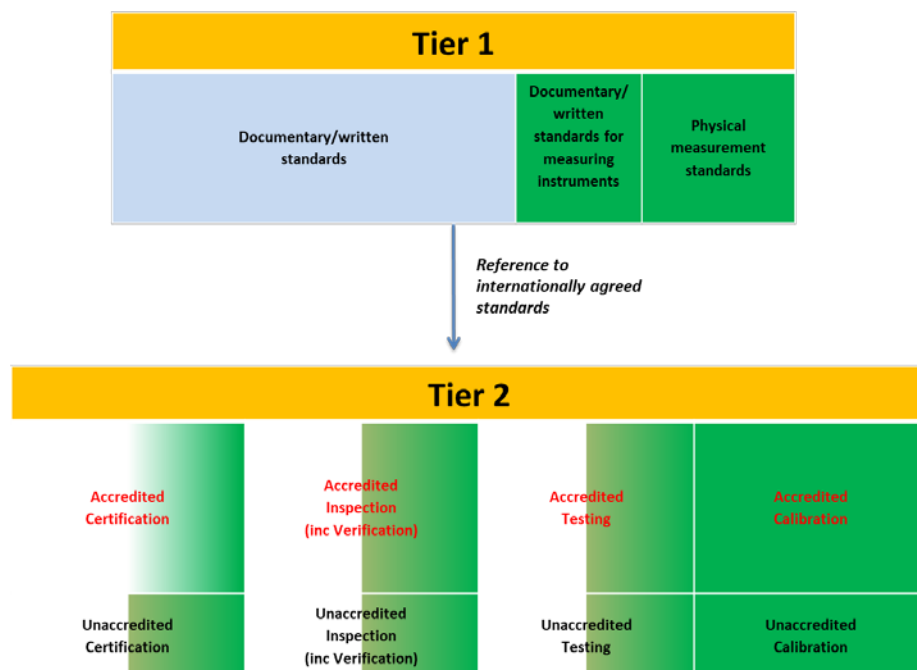 Tier 1
Documentary/written
standards
Documentary/
written
standards for
measuring
instruments
Physical
measurement
standards
Reference to
internationally agreed
standards
Tier 2
Accredited
Certification
Accredited
Inspection
(inc Verification)
Accredited
Testing
Accredited
Calibration
Unaccredited
Certification
Unaccredited
Inspection
(inc Verification)
Unaccredited
Testing
Unaccredited
Calibration